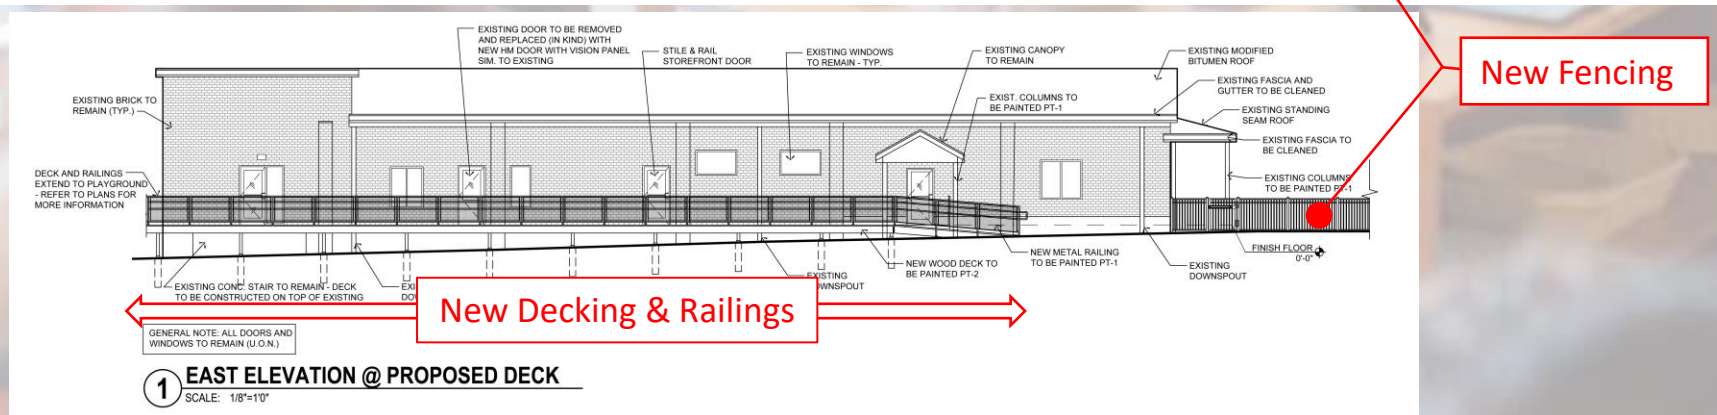 EXISTING DOOR TO BE REMOVED
AND REPLACED (IN KIND) WITH
NEW HM DOOR WITH VISION PANEL
SIM. TO EXISTING
STILE & RAIL
STOREFRONT DOOR
EXISTING WINDOWS
TO REMAIN - TYP.
EXISTING CANOPY
TO REMAIN
EXISTING MODIFIED
BITUMEN ROOF
New Fencing
EXISTING FASCIA AND
GUTTER TO BE CLEANED
EXISTING BRICK TO
REMAIN (TYP.)
EXIST. COLUMNS TO
BE PAINTED PT-1
EXISTING STANDING
SEAM ROOF
EXISTING FASCIA TO
BE CLEANED
DECK AND RAILINGS
EXTEND TO PLAYGROUND
- REFER TO PLANS FOR
MORE INFORMATION
EXISTING COLUMNS
TO BE PAINTED PT-1
FINISH FLOOR
0'-0"
NEW METAL RAILING
TO BE PAINTED PT-1
NEW WOOD DECK TO
BE PAINTED PT-2
EXISTING
DOWNSPOUT
EXISTING
WNSPOUT
EXISTING CONC. STAIR TO REMAIN - DECK
TO BE CONSTRUCTED ON TOP OF EXISTING
EXI
DO
New Decking & Railings
GENERAL NOTE: ALL DOORS AND
WINDOWS TO REMAIN (U.O.N.)
1 EAST ELEVATION @ PROPOSED DECK
SCALE: 1/8"=1'0"